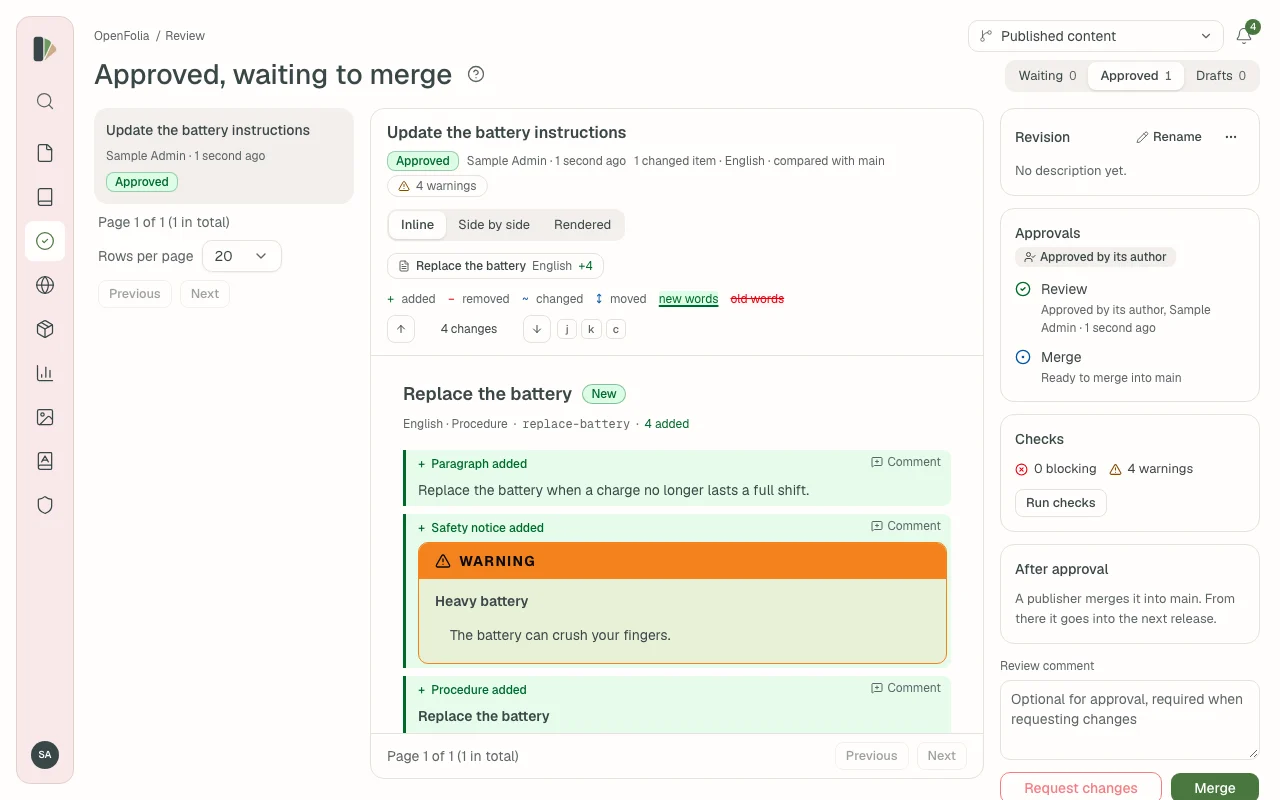 OpenFolia / Review
Published content
4
Approved, waiting to merge
Waiting 0
Approved 1
Drafts 0
Update the battery instructions
Sample Admin · 1 second ago
Approved
Page 1 of 1 (1 in total)
Rows per page 20
Previous Next
Update the battery instructions
Approved Sample Admin · 1 second ago 1 changed item · English · compared with main
4 warnings
Inline Side by side Rendered
Replace the battery English +4
+ added − removed ~ changed ↕ moved new words old words
↑ 4 changes ↓ j k c
Replace the battery New
English · Procedure · replace-battery · 4 added
+ Paragraph added Comment
Replace the battery when a charge no longer lasts a full shift.
+ Safety notice added Comment
WARNING
Heavy battery
The battery can crush your fingers.
+ Procedure added Comment
Replace the battery
Page 1 of 1 (1 in total) Previous Next
Revision Rename ...
No description yet.
Approvals
Approved by its author
Review
Approved by its author, Sample
Admin · 1 second ago
Merge
Ready to merge into main
Checks
0 blocking 4 warnings
Run checks
After approval
A publisher merges it into main. From
there it goes into the next release.
Review comment
Optional for approval, required when
requesting changes
Request changes Merge
SA